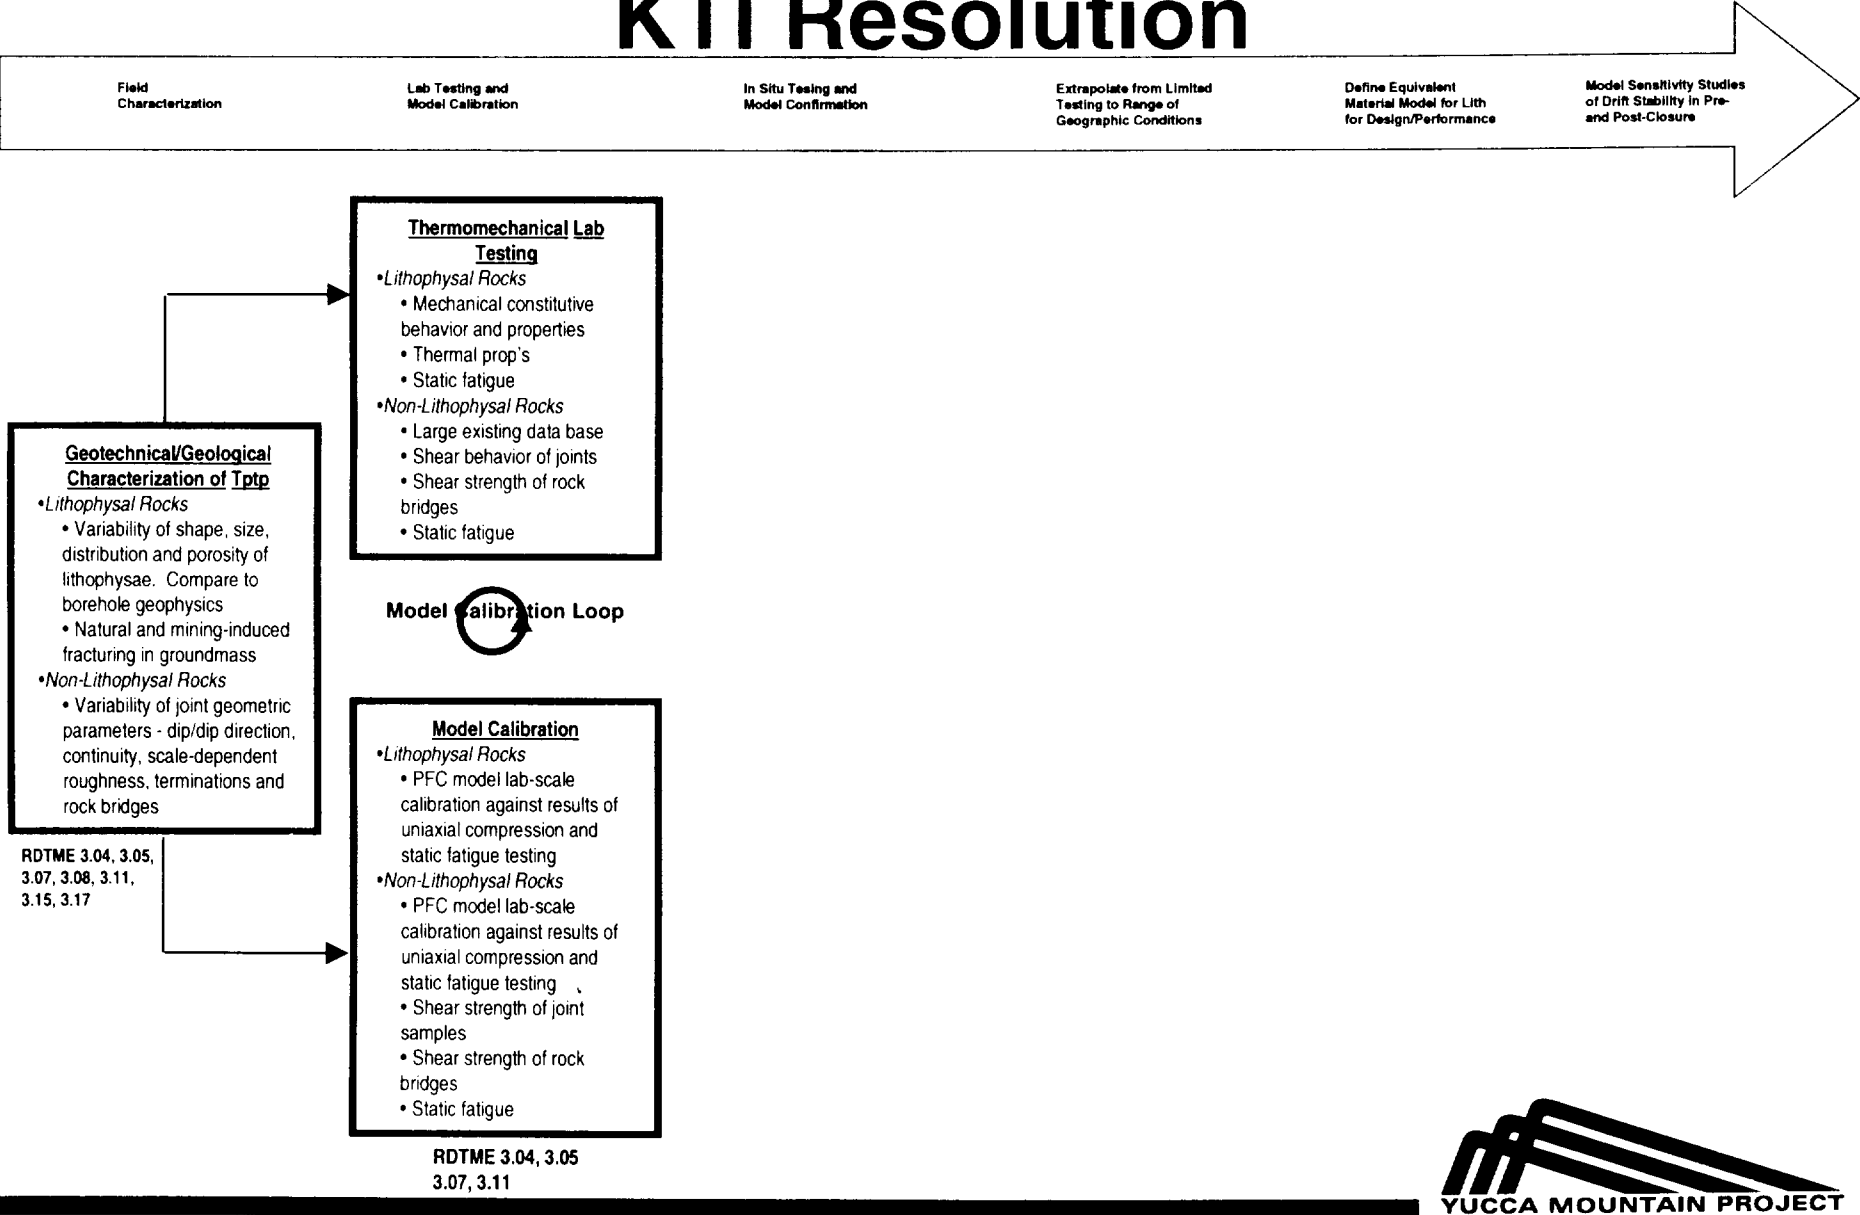 KTI Resolution
Field
Characterization
Lab Testing and
Model Calibration
In Situ Tesing and
Model Confirmation
Extrapolate from Limited
Testing to Range of
Geographic Conditions
Define Equivalent
Material Model for Lith
for Design/Performance
Model Sensitivity Studies
of Drift Stability in Pre-
and Post-Closure
Geotechnical/Geological
Characterization of Tptp
•Lithophysal Rocks
• Variability of shape, size,
distribution and porosity of
lithophysae. Compare to
borehole geophysics
• Natural and mining-induced
fracturing in groundmass
•Non-Lithophysal Rocks
• Variability of joint geometric
parameters - dip/dip direction,
continuity, scale-dependent
roughness, terminations and
rock bridges
RDTME 3.04, 3.05,
3.07, 3.08, 3.11,
3.15, 3.17
Thermomechanical Lab
Testing
•Lithophysal Rocks
• Mechanical constitutive
behavior and properties
• Thermal prop's
• Static fatigue
•Non-Lithophysal Rocks
• Large existing data base
• Shear behavior of joints
• Shear strength of rock
bridges
• Static fatigue
Model Calibration Loop
Model Calibration
•Lithophysal Rocks
• PFC model lab-scale
calibration against results of
uniaxial compression and
static fatigue testing
•Non-Lithophysal Rocks
• PFC model lab-scale
calibration against results of
uniaxial compression and
static fatigue testing
• Shear strength of joint
samples
• Shear strength of rock
bridges
• Static fatigue
RDTME 3.04, 3.05
3.07, 3.11
YUCCA MOUNTAIN PROJECT